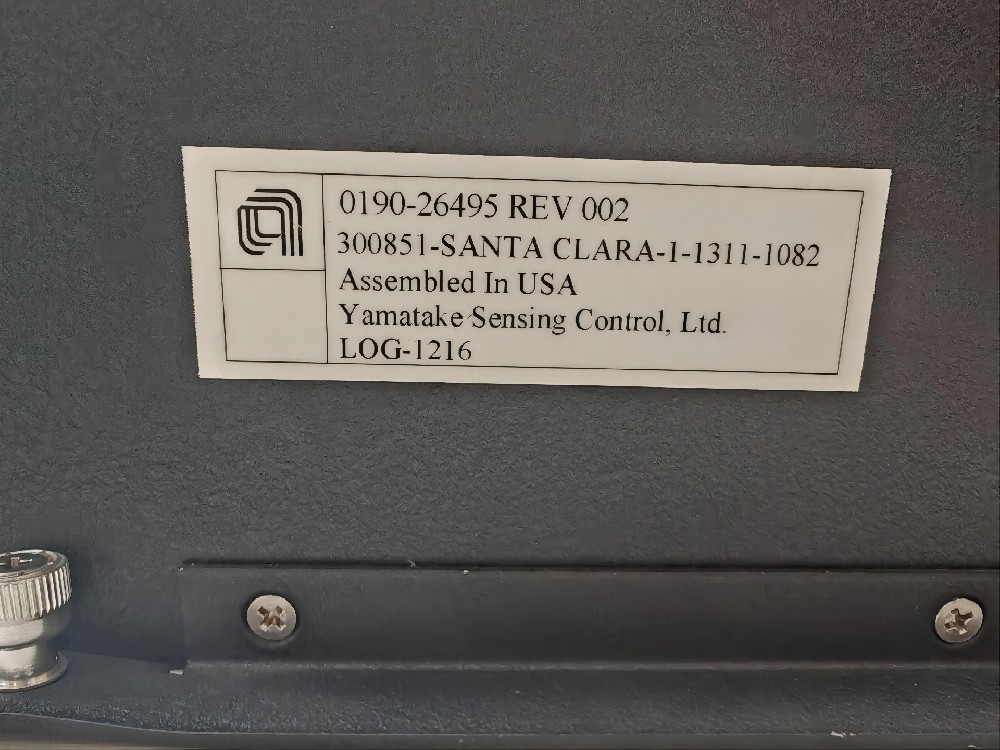 0190-26495 REV 002
300851-SANTA CLARA-1-1311-1082
Assembled In USA
Yamatake Sensing Control, Ltd.
LOG-1216